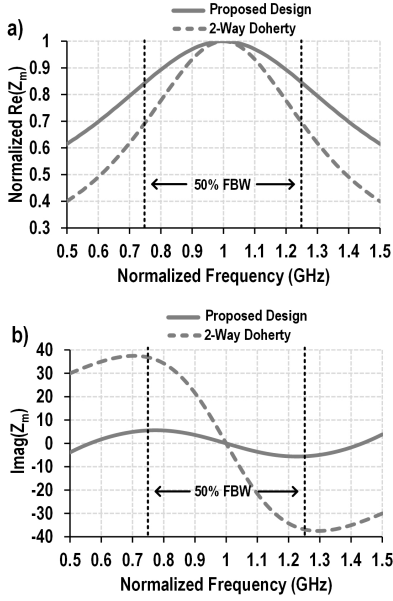 a)
Proposed Design
2-Way Doherty
Normalized Re(Zm)
1
0.9
0.8
0.7
0.6
0.5
0.4
0.3
50% FBW
0.5 0.6 0.7 0.8 0.9 1 1.1 1.2 1.3 1.4 1.5
Normalized Frequency (GHz)
b)
Proposed Design
2-Way Doherty
Imag(Zm)
40
30
20
10
0
-10
-20
-30
-40
50% FBW
0.5 0.6 0.7 0.8 0.9 1 1.1 1.2 1.3 1.4 1.5
Normalized Frequency (GHz)